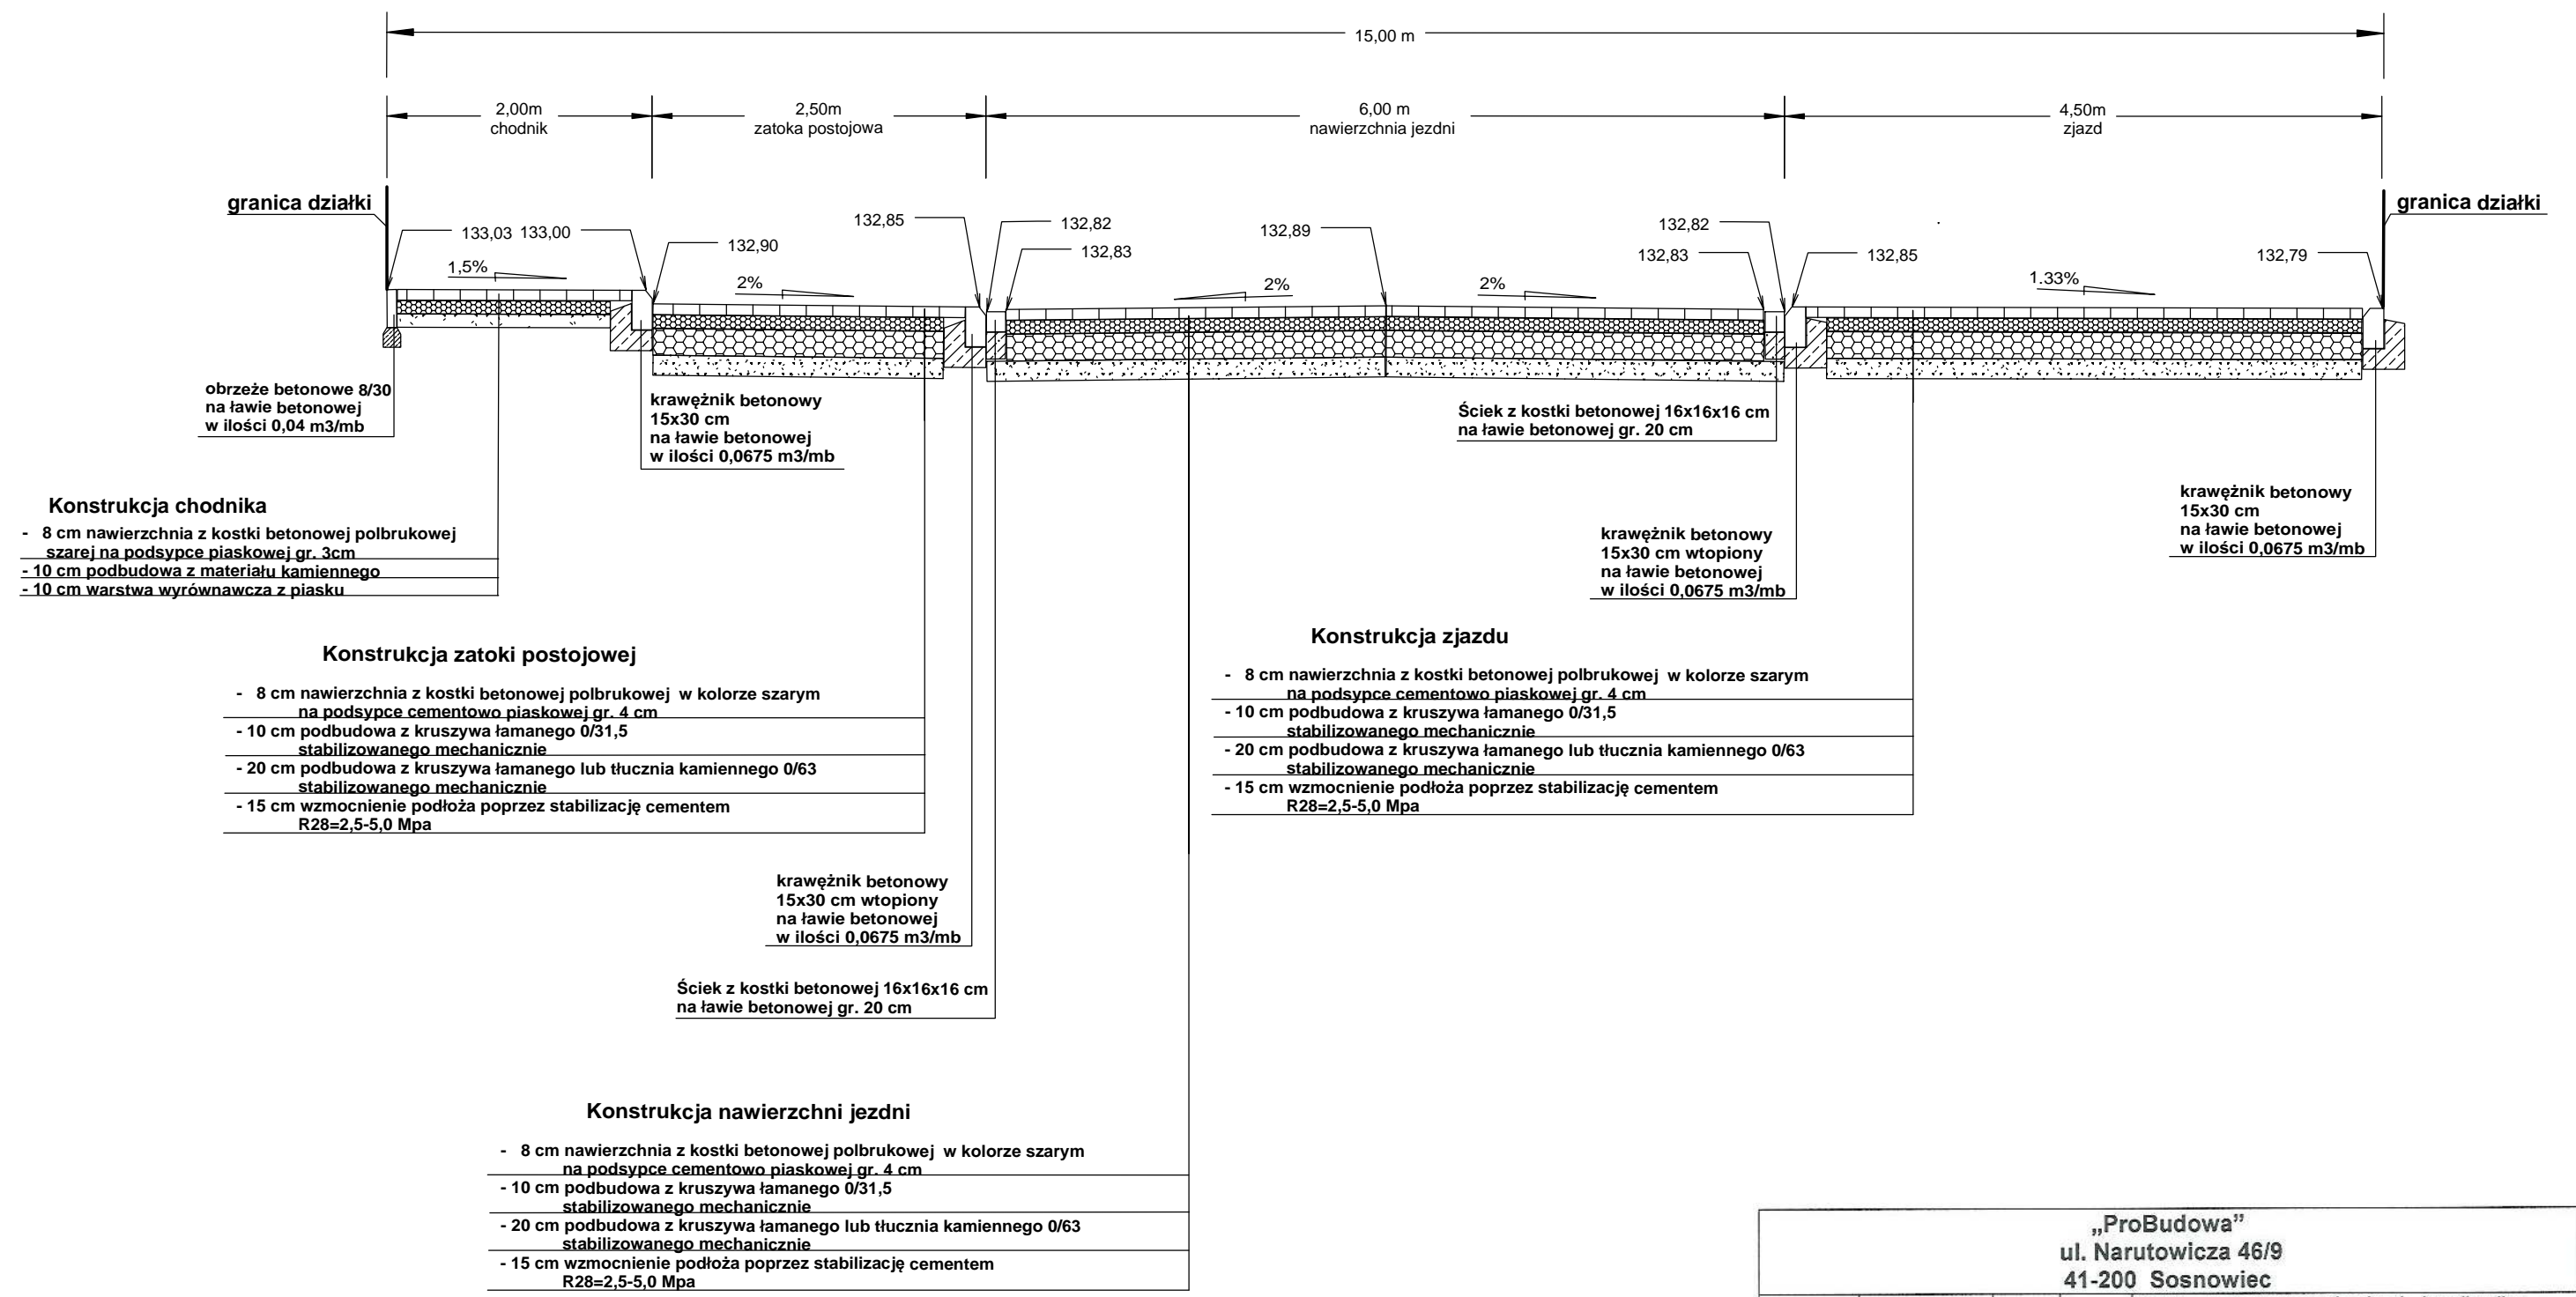 15,00 m
2,00m
chodnik
2,50m
zatoka postojowa
6,00 m
nawierzchnia jezdni
4,50m
zjazd
granica działki
granica działki
133,03 133,00
132,90
132,85
132,82
132,83
132,89
132,82
132,83
132,85
132,79
1,5%
2%
2%
2%
1.33%
obrzeże betonowe 8/30
na ławie betonowej
w ilości 0,04 m3/mb
krawężnik betonowy
15x30 cm
na ławie betonowej
w ilości 0,0675 m3/mb
Ściek z kostki betonowej 16x16x16 cm
na ławie betonowej gr. 20 cm
krawężnik betonowy
15x30 cm
na ławie betonowej
w ilości 0,0675 m3/mb
krawężnik betonowy
15x30 cm wtopiony
na ławie betonowej
w ilości 0,0675 m3/mb
Konstrukcja chodnika
- 8 cm nawierzchnia z kostki betonowej polbrukowej
szarej na podsypce piaskowej gr. 3cm
- 10 cm podbudowa z materiału kamiennego
- 10 cm warstwa wyrównawcza z piasku
Konstrukcja zatoki postojowej
- 8 cm nawierzchnia z kostki betonowej polbrukowej w kolorze szarym
na podsypce cementowo piaskowej gr. 4 cm
- 10 cm podbudowa z kruszywa łamanego 0/31,5
stabilizowanego mechanicznie
- 20 cm podbudowa z kruszywa łamanego lub tłucznia kamiennego 0/63
stabilizowanego mechanicznie
- 15 cm wzmocnienie podłoża poprzez stabilizację cementem
R28=2,5-5,0 Mpa
Konstrukcja zjazdu
- 8 cm nawierzchnia z kostki betonowej polbrukowej w kolorze szarym
na podsypce cementowo piaskowej gr. 4 cm
- 10 cm podbudowa z kruszywa łamanego 0/31,5
stabilizowanego mechanicznie
- 20 cm podbudowa z kruszywa łamanego lub tłucznia kamiennego 0/63
stabilizowanego mechanicznie
- 15 cm wzmocnienie podłoża poprzez stabilizację cementem
R28=2,5-5,0 Mpa
krawężnik betonowy
15x30 cm wtopiony
na ławie betonowej
w ilości 0,0675 m3/mb
Ściek z kostki betonowej 16x16x16 cm
na ławie betonowej gr. 20 cm
Konstrukcja nawierzchni jezdni
- 8 cm nawierzchnia z kostki betonowej polbrukowej w kolorze szarym
na podsypce cementowo piaskowej gr. 4 cm
- 10 cm podbudowa z kruszywa łamanego 0/31,5
stabilizowanego mechanicznie
- 20 cm podbudowa z kruszywa łamanego lub tłucznia kamiennego 0/63
stabilizowanego mechanicznie
- 15 cm wzmocnienie podłoża poprzez stabilizację cementem
R28=2,5-5,0 Mpa
„ProBudowa”
ul. Narutowicza 46/9
41-200 Sosnowiec